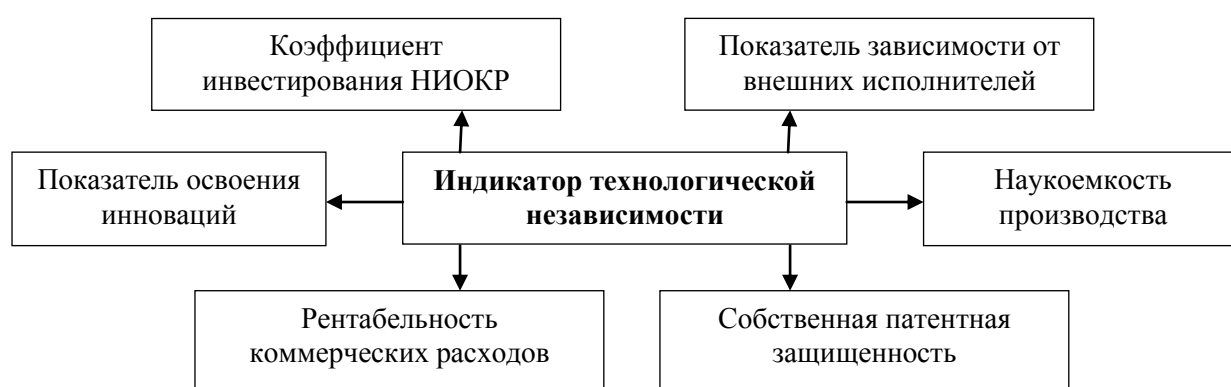 Коэффициент
инвестирования НИОКР
Показатель зависимости от
внешних исполнителей
Показатель освоения
инноваций
Индикатор технологической
независимости
Наукоемкость
производства
Рентабельность
коммерческих расходов
Собственная патентная
защищенность